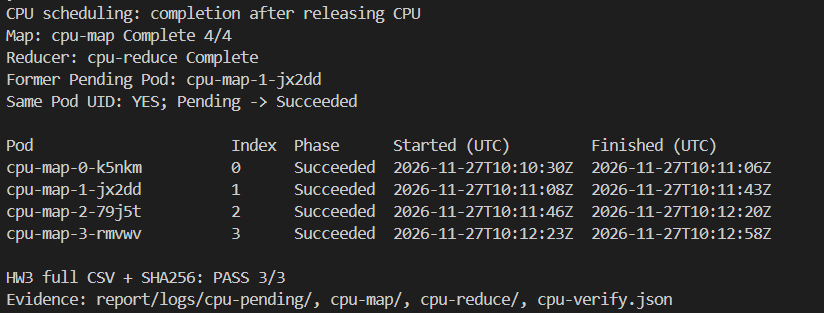 CPU scheduling: completion after releasing CPU
Map: cpu-map Complete 4/4
Reducer: cpu-reduce Complete
Former Pending Pod: cpu-map-1-jx2dd
Same Pod UID: YES; Pending -> Succeeded
Pod Index Phase Started (UTC) Finished (UTC)
cpu-map-0-k5nkm 0 Succeeded 2026-11-27T10:10:30Z 2026-11-27T10:11:06Z
cpu-map-1-jx2dd 1 Succeeded 2026-11-27T10:11:08Z 2026-11-27T10:11:43Z
cpu-map-2-79j5t 2 Succeeded 2026-11-27T10:11:46Z 2026-11-27T10:12:20Z
cpu-map-3-rmvwv 3 Succeeded 2026-11-27T10:12:23Z 2026-11-27T10:12:58Z
HW3 full CSV + SHA256: PASS 3/3
Evidence: report/logs/cpu-pending/, cpu-map/, cpu-reduce/, cpu-verify.json